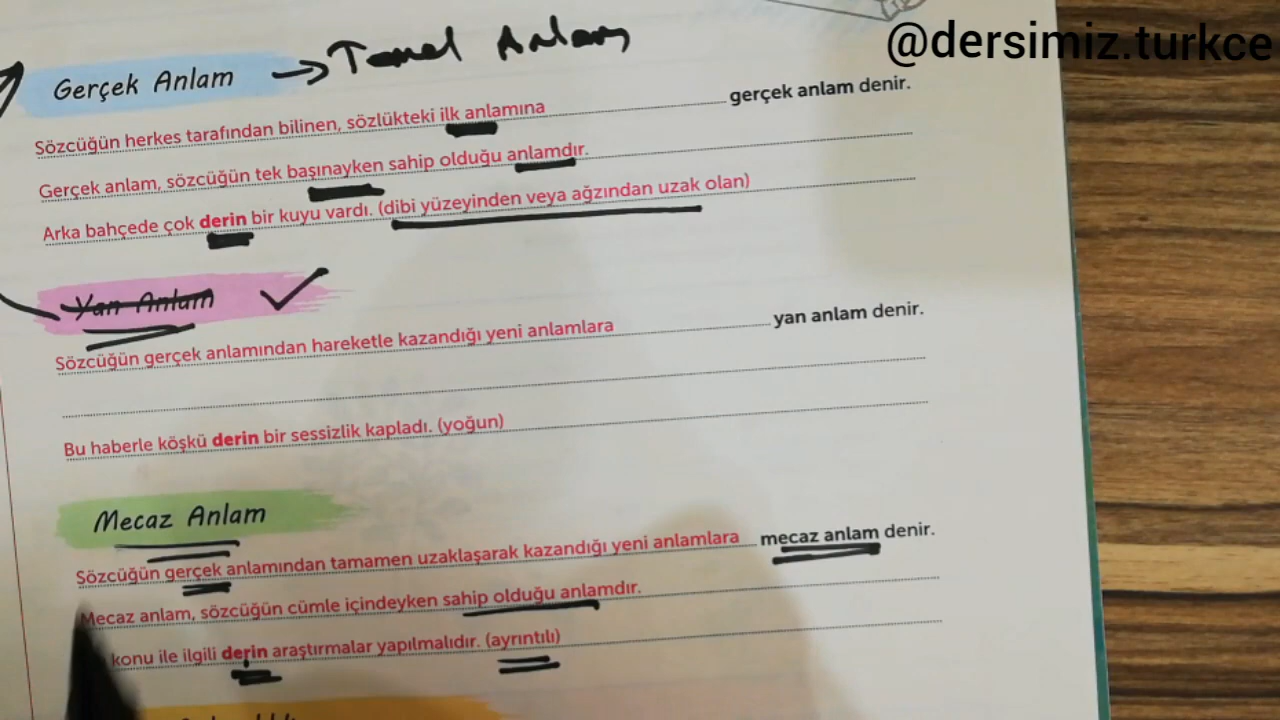 @dersimiz.turkce
Gerçek Anlam → Temel Anlam
Sözcüğün herkes tarafından bilinen, sözlükteki ilk anlamına gerçek anlam denir.
Gerçek anlam, sözcüğün tek başınayken sahip olduğu anlamdır.
Arka bahçede çok derin bir kuyu vardı. (dibi yüzeyinden veya ağzından uzak olan)
Yan Anlam
Sözcüğün gerçek anlamından hareketle kazandığı yeni anlamlara yan anlam denir.
Bu haberle köşkü derin bir sessizlik kapladı. (yoğun)
Mecaz Anlam
Sözcüğün gerçek anlamından tamamen uzaklaşarak kazandığı yeni anlamlara mecaz anlam denir.
Mecaz anlam, sözcüğün cümle içindeyken sahip olduğu anlamdır.
konu ile ilgili derin araştırmalar yapılmalıdır. (ayrıntılı)